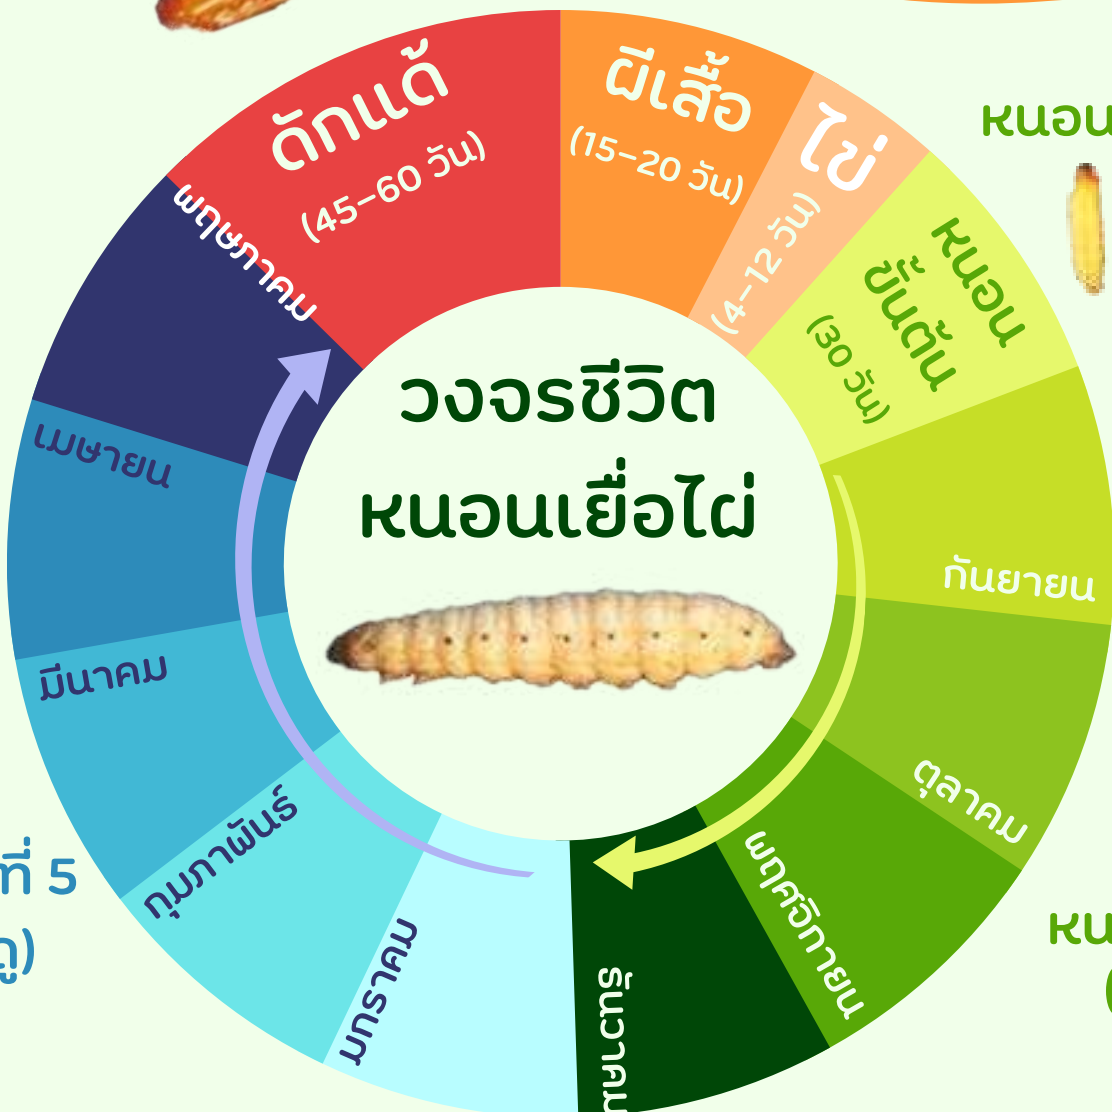 วงจรชีวิต
หนอนเยื่อไผ่
ดักแด้
(45-60 วัน)
ผีเสื้อ
(15-20 วัน)
ไข่
(4-12 วัน)
หนอน
ขั้นต้น
(30 วัน)
กันยายน
ตุลาคม
พฤศจิกายน
ธันวาคม
มกราคม
กุมภาพันธ์
มีนาคม
เมษายน
พฤษภาคม
หนอน
ที่ 5